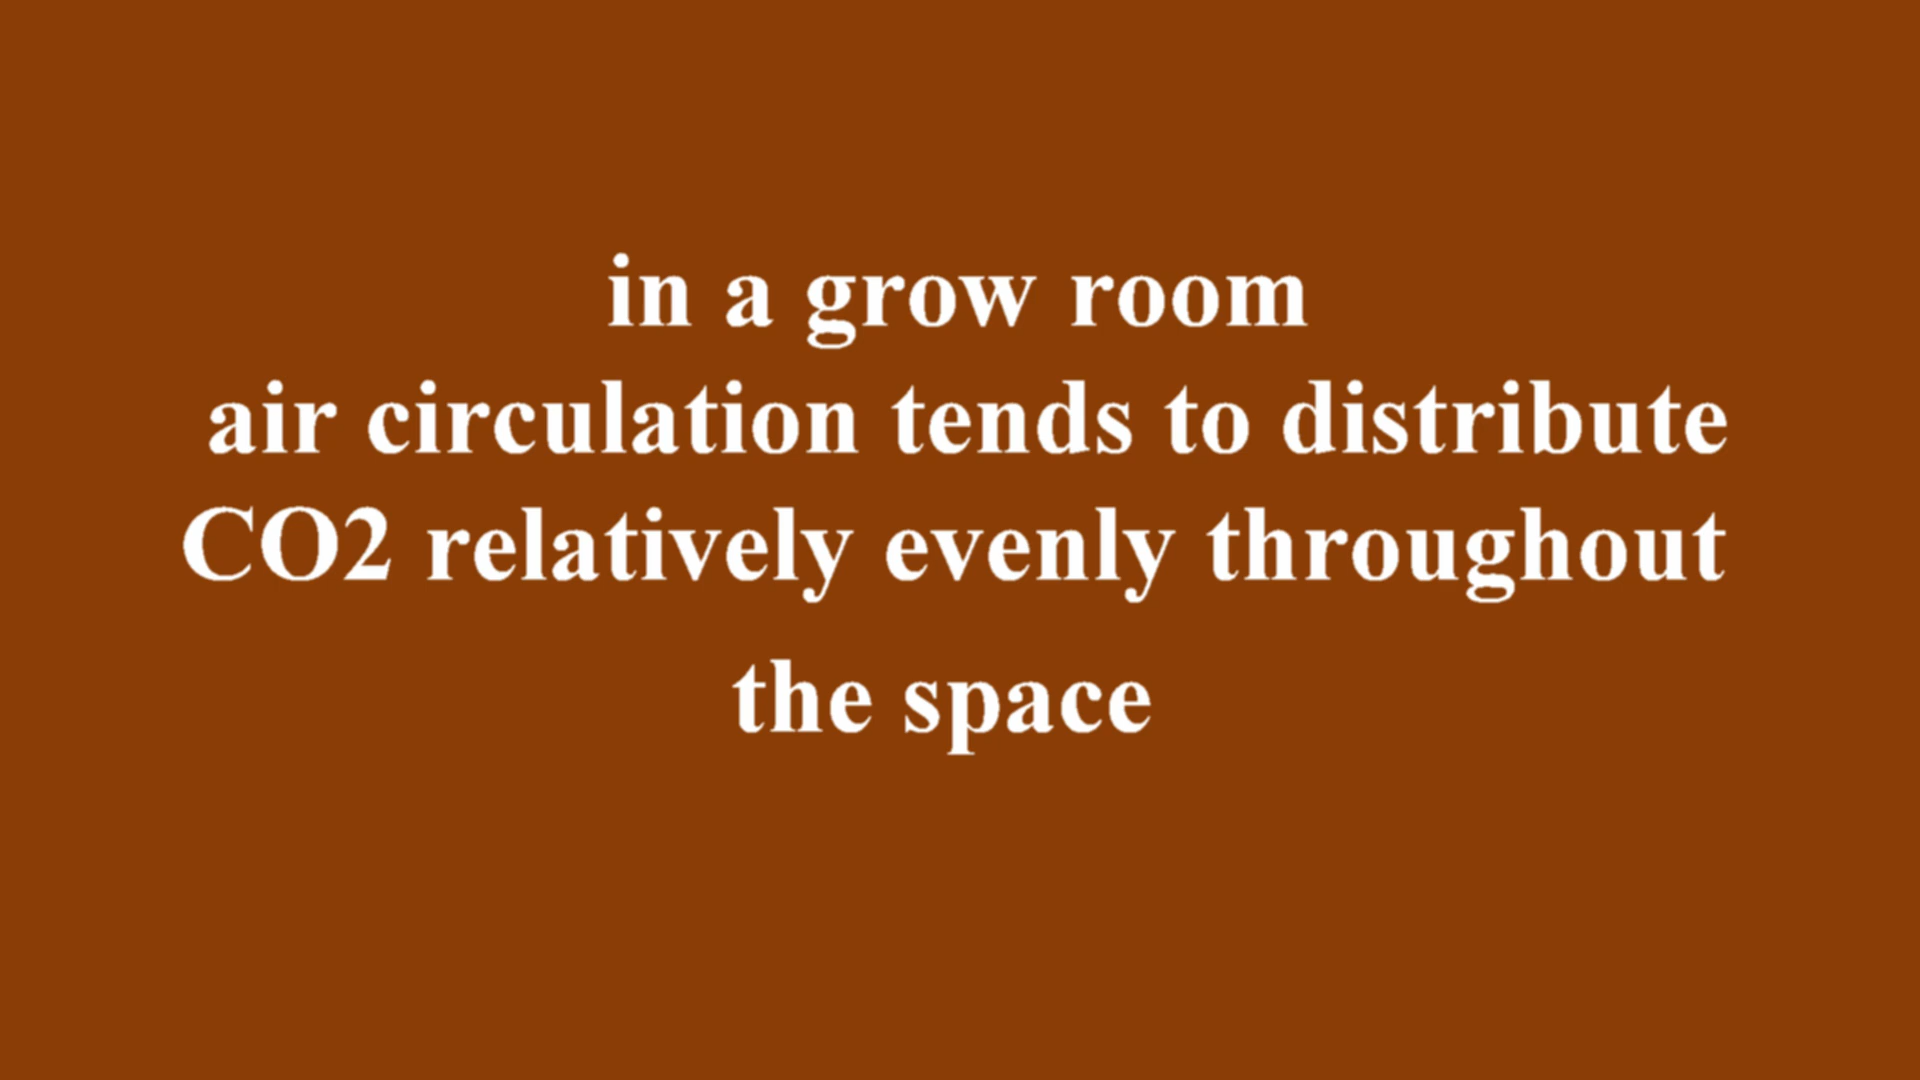 in a grow room
air circulation tends to distribute
CO2 relatively evenly throughout
the space